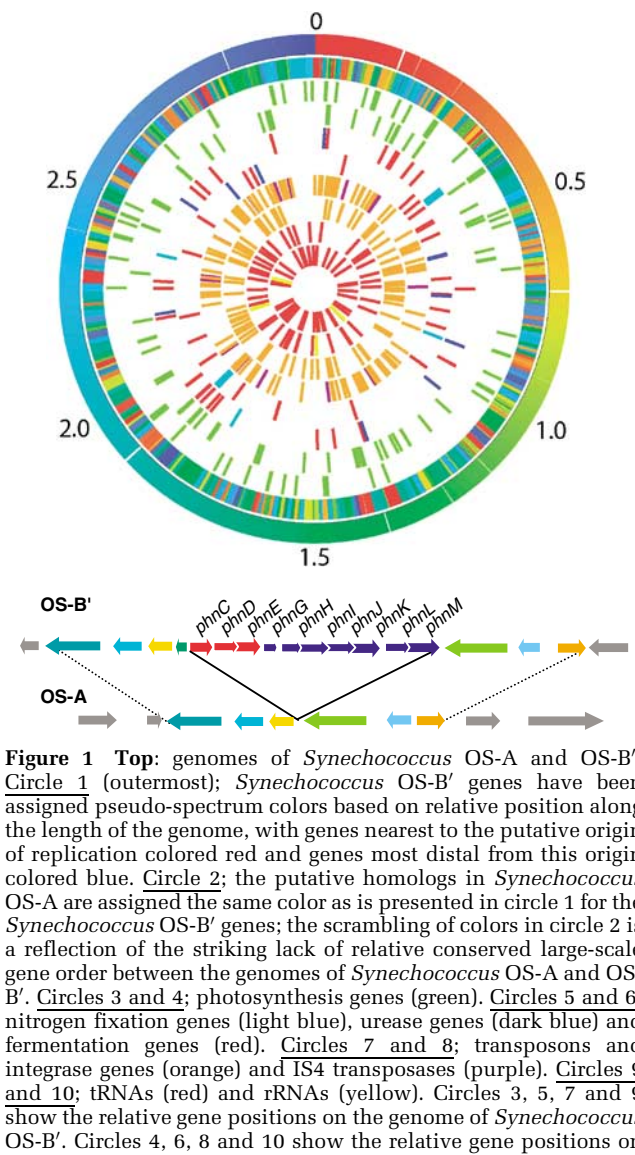 0
2.5
0.5
2.0
1.0
1.5
OS-B'
phnC
phnD
phnE
phnG
phnH
phnI
phnJ
phnK
phnL
phnM
OS-A
Figure 1 Top: genomes of Synechococcus OS-A and OS-B′
Circle 1 (outermost); Synechococcus OS-B′ genes have been
assigned pseudo-spectrum colors based on relative position along
the length of the genome, with genes nearest to the putative origin
of replication colored red and genes most distal from this origin
colored blue. Circle 2; the putative homologs in Synechococcus
OS-A are assigned the same color as is presented in circle 1 for the
Synechococcus OS-B′ genes; the scrambling of colors in circle 2 is
a reflection of the striking lack of relative conserved large-scale
gene order between the genomes of Synechococcus OS-A and OS-
B′. Circles 3 and 4; photosynthesis genes (green). Circles 5 and 6
nitrogen fixation genes (light blue), urease genes (dark blue) and
fermentation genes (red). Circles 7 and 8; transposons and
integrase genes (orange) and IS4 transposases (purple). Circles 9
and 10; tRNAs (red) and rRNAs (yellow). Circles 3, 5, 7 and 9
show the relative gene positions on the genome of Synechococcus
OS-B′. Circles 4, 6, 8 and 10 show the relative gene positions on